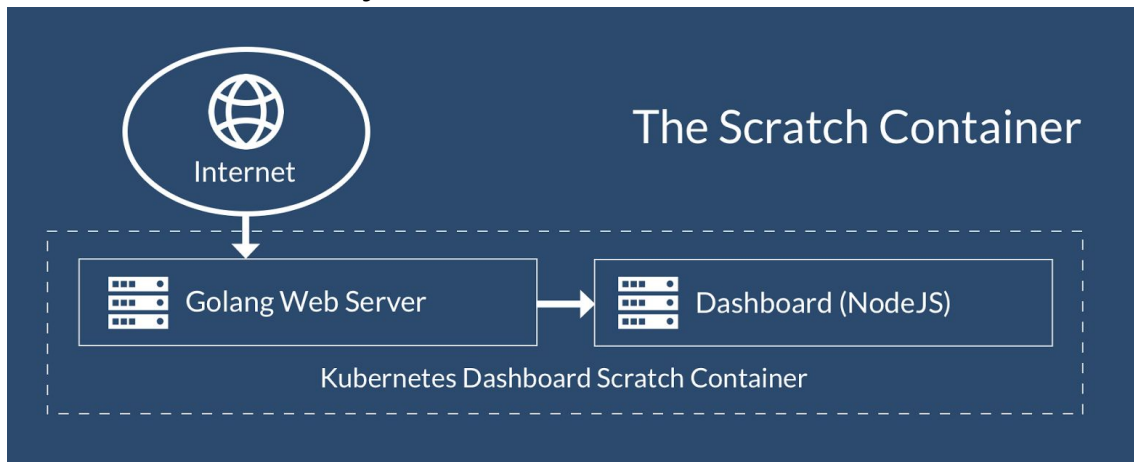 The Scratch Container
Internet
Golang Web Server
Dashboard (NodeJS)
Kubernetes Dashboard Scratch Container